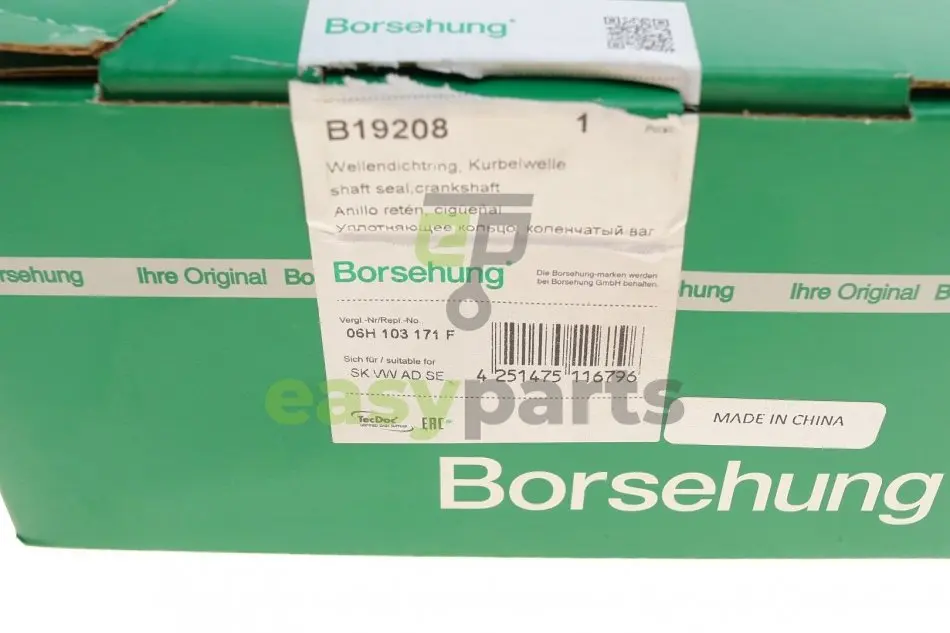 Borsehung
B19208 1
Wellendichtring, Kurbelwelle
shaft seal,crankshaft
Anillo retén, cigüeñal
Уплотняющее кольцо, коленчатый вал
rsehung Ihre Original Bo
Borsehung
Die Borsehung-marken werden
bei Borsehung GmbH behalten.
hung Ihre Original B
Vergl.-Nr/Repl.-No.
06H 103 171 F
Sich für / suitable for
SK VW AD SE
4 251475 116796
easyparts
TecDoc
EAC
MADE IN CHINA
Borsehung